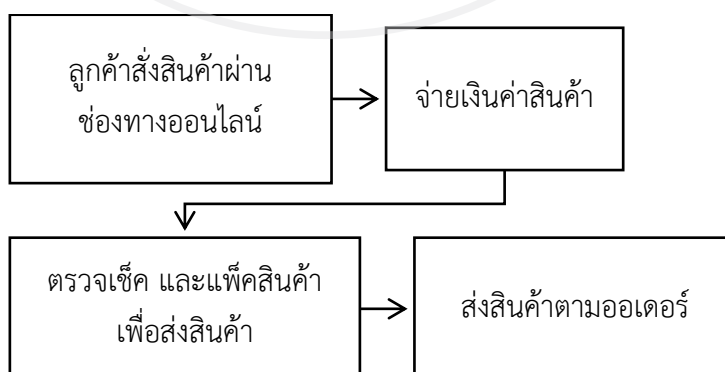 ลูกค้าสั่งสินค้าผ่าน
ช่องทางออนไลน์
จ่ายเงินค่าสินค้า
ตรวจเช็ค และแพ็คสินค้า
เพื่อส่งสินค้า
ส่งสินค้าตามออเดอร์